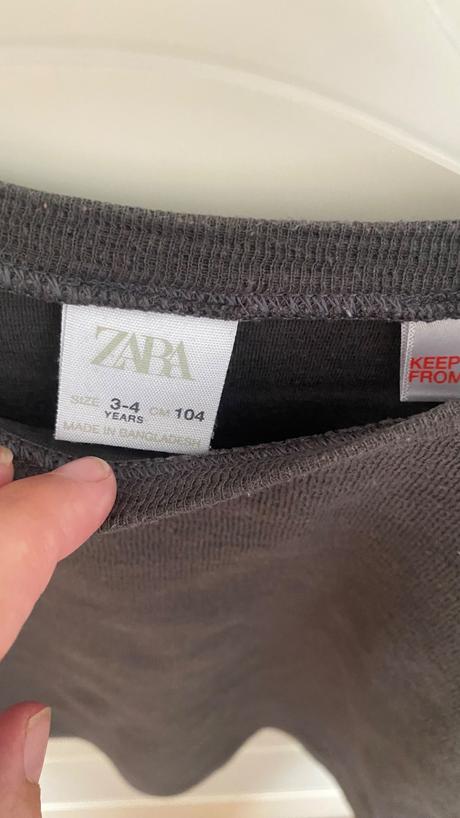 ZARA
SIZE 3-4 YEARS CM 104
MADE IN BANGLADESH
KEEP
FROM